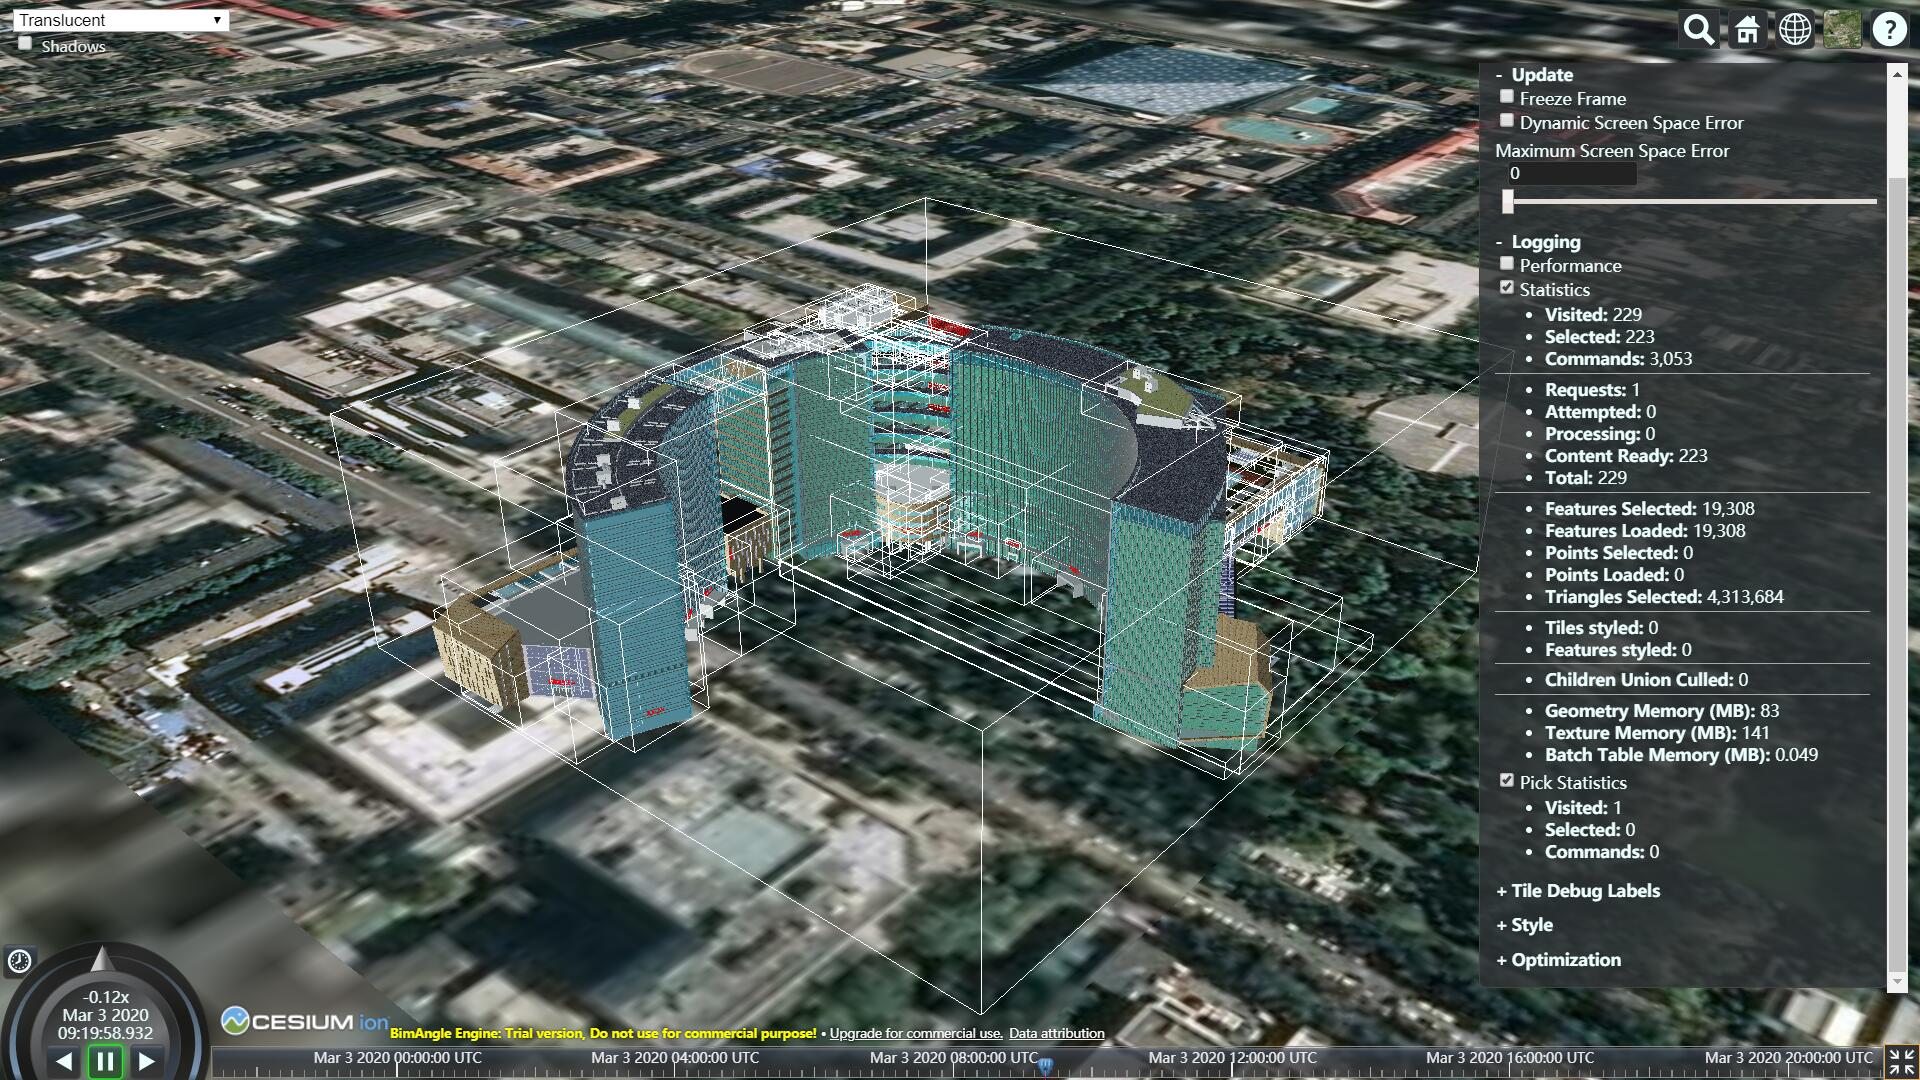 Translucent
Shadows
?
- Update
Freeze Frame
Dynamic Screen Space Error
Maximum Screen Space Error
0
- Logging
Performance
Statistics
• Visited: 229
• Selected: 223
• Commands: 3,053
• Requests: 1
• Attempted: 0
• Processing: 0
• Content Ready: 223
• Total: 229
• Features Selected: 19,308
• Features Loaded: 19,308
• Points Selected: 0
• Points Loaded: 0
• Triangles Selected: 4,313,684
• Tiles styled: 0
• Features styled: 0
• Children Union Culled: 0
• Geometry Memory (MB): 83
• Texture Memory (MB): 141
• Batch Table Memory (MB): 0.049
Pick Statistics
• Visited: 1
• Selected: 0
• Commands: 0
+ Tile Debug Labels
+ Style
+ Optimization
-0.12x
Mar 3 2020
09:19:58.932
CESIUM ion
BimAngle Engine: Trial version, Do not use for commercial purpose! • Upgrade for commercial use. Data attribution
Mar 3 2020 00:00:00 UTC Mar 3 2020 04:00:00 UTC Mar 3 2020 08:00:00 UTC Mar 3 2020 12:00:00 UTC Mar 3 2020 16:00:00 UTC Mar 3 2020 20:00:00 UTC